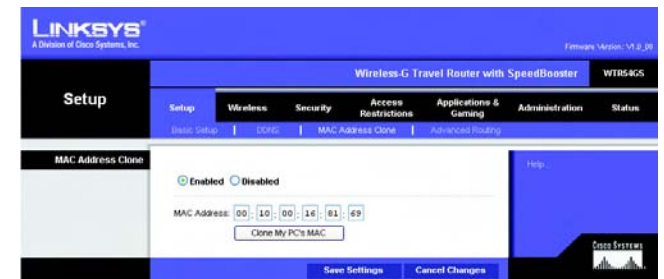 LINKSYS®
A Division of Cisco Systems, Inc.
Firmware Version: V1.0_00
Wireless-G Travel Router with SpeedBooster WTR54GS
Setup
Setup Wireless Security Access Restrictions Applications & Gaming Administration Status
Basic Setup | DDNS | MAC Address Clone | Advanced Routing
MAC Address Clone
Help...
Enabled Disabled
MAC Address: 00 : 10 : 00 : 16 : 81 : 69
Clone My PC's MAC
Save Settings Cancel Changes
CISCO SYSTEMS